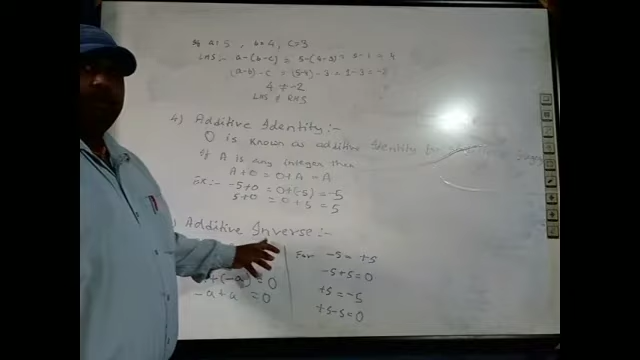 eg a=5, b=4, c=3
LHS:- a-(b-c) = 5-(4-3) = 5-1 = 4
(a-b)-c = (5-4)-3 = 1-3 = -2
4 ≠ -2
LHS ≠ RHS
4) Additive Identity:-
0 is known as additive Identity
if A is any integer then
A+0 = 0+A = A
Ex:- -5+0 = 0+(-5) = -5
5+0 = 0+5 = 5
) Additive Inverse:-
+(-a) = 0
-a+a = 0
For -5 = +5
-5+5 = 0
+5 = -5
+5-5 = 0